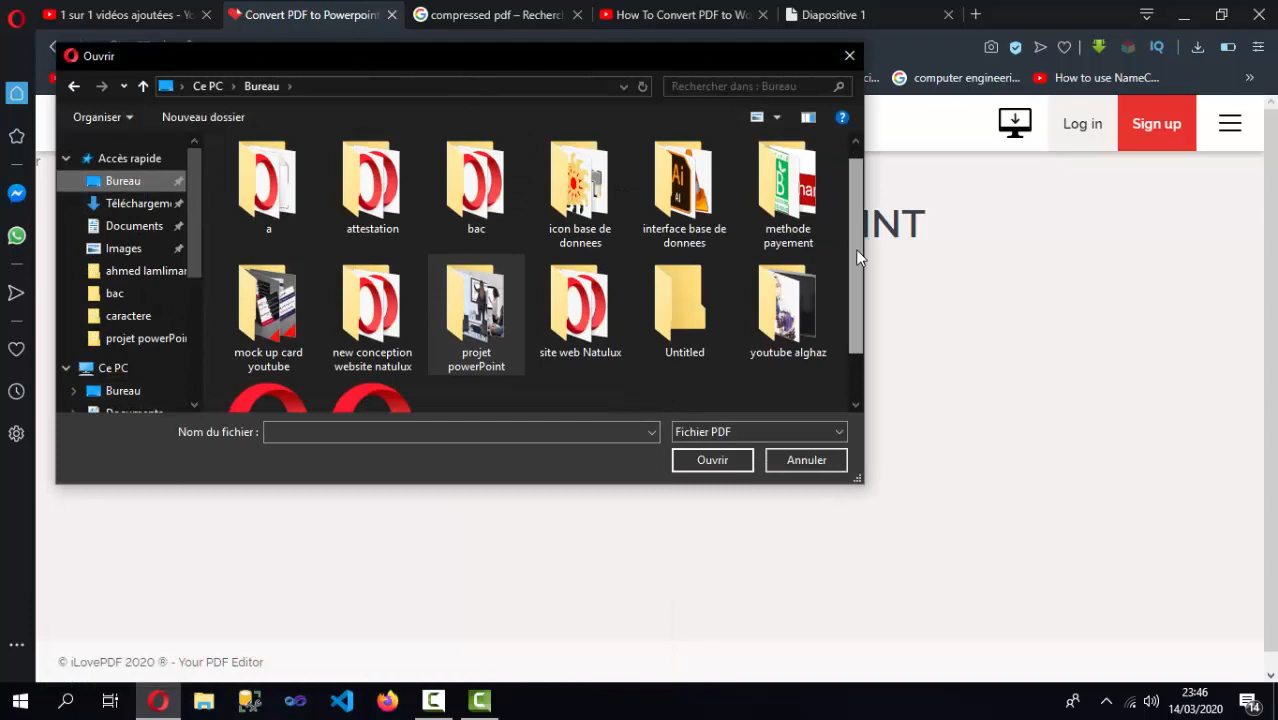 1 sur 1 vidéos ajoutées - Yo
Convert PDF to Powerpoint
compressed pdf – Recherc
How To Convert PDF to Wo
Diapositive 1
Ouvrir
Ce PC
Bureau
Rechercher dans : Bureau
IQ
ci...
computer engineeri...
How to use NameC...
Organiser
Nouveau dossier
Log in
Sign up
Accès rapide
Bureau
Téléchargem
Documents
Images
ahmed lamlimar
bac
caractere
projet powerPoi
Ce PC
Bureau
Documents
a
attestation
bac
icon base de
donnees
interface base de
donnees
methode
payement
INT
mock up card
youtube
new conception
website natulux
projet
powerPoint
site web Natulux
Untitled
youtube alghaz
Nom du fichier :
Fichier PDF
Ouvrir
Annuler
© iLovePDF 2020 ® - Your PDF Editor
23:46
14/03/2020
14